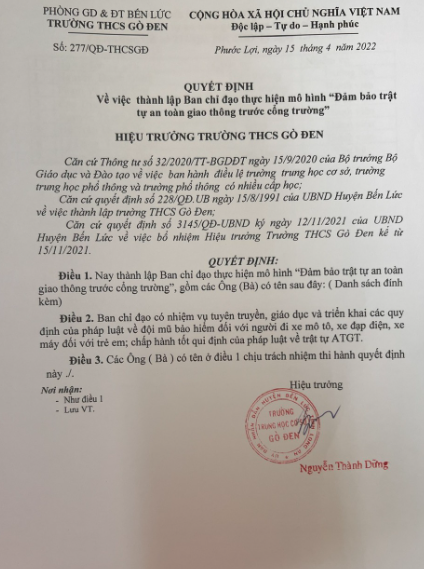 PHÒNG GD & ĐT BẾN LỨC
TRƯỜNG THCS GÒ ĐEN
Số: 277/QĐ-THCSGĐ
CỘNG HÒA XÃ HỘI CHỦ NGHĨA VIỆT NAM
Độc lập – Tự do – Hạnh phúc
Phước Lợi, ngày 15 tháng 4 năm 2022
QUYẾT ĐỊNH
Về việc thành lập Ban chỉ đạo thực hiện mô hình “Đảm bảo trật
tự an toàn giao thông trước cổng trường”
HIỆU TRƯỞNG TRƯỜNG THCS GÒ ĐEN
Căn cứ Thông tư số 32/2020/TT-BGDĐT ngày 15/9/2020 của Bộ trưởng Bộ
Giáo dục và Đào tạo về việc ban hành điều lệ trường trung học cơ sở, trường
trung học phổ thông và trường phổ thông có nhiều cấp học;
Căn cứ quyết định số 228/QĐ.UB ngày 15/8/1991 của UBND Huyện Bến Lức
về việc thành lập trường THCS Gò Đen;
Căn cứ quyết định số 3145/QĐ-UBND ký ngày 12/11/2021 của UBND
Huyện Bến Lức về việc bổ nhiệm Hiệu trưởng Trường THCS Gò Đen kể từ
15/11/2021.
QUYẾT ĐỊNH:
Điều 1. Nay thành lập Ban chỉ đạo thực hiện mô hình “Đảm bảo trật tự an toàn
giao thông trước cổng trường”, gồm các Ông (Bà) có tên sau đây: ( Danh sách đính
kèm)
Điều 2. Ban chỉ đạo có nhiệm vụ tuyên truyền, giáo dục và triển khai các quy
định của pháp luật về đội mũ bảo hiểm đối với người đi xe mô tô, xe đạp điện, xe
máy đối với trẻ em; chấp hành tốt qui định của pháp luật về trật tự ATGT.
Điều 3. Các Ông ( Bà ) có tên ở điều 1 chịu trách nhiệm thi hành quyết định
này ./.
Nơi nhận:
- Như điều 1
- Lưu VT.
Hiệu trưởng
TRƯỜNG
TRUNG HỌC CƠ SỞ
GÒ ĐEN
Nguyễn Thành Dững